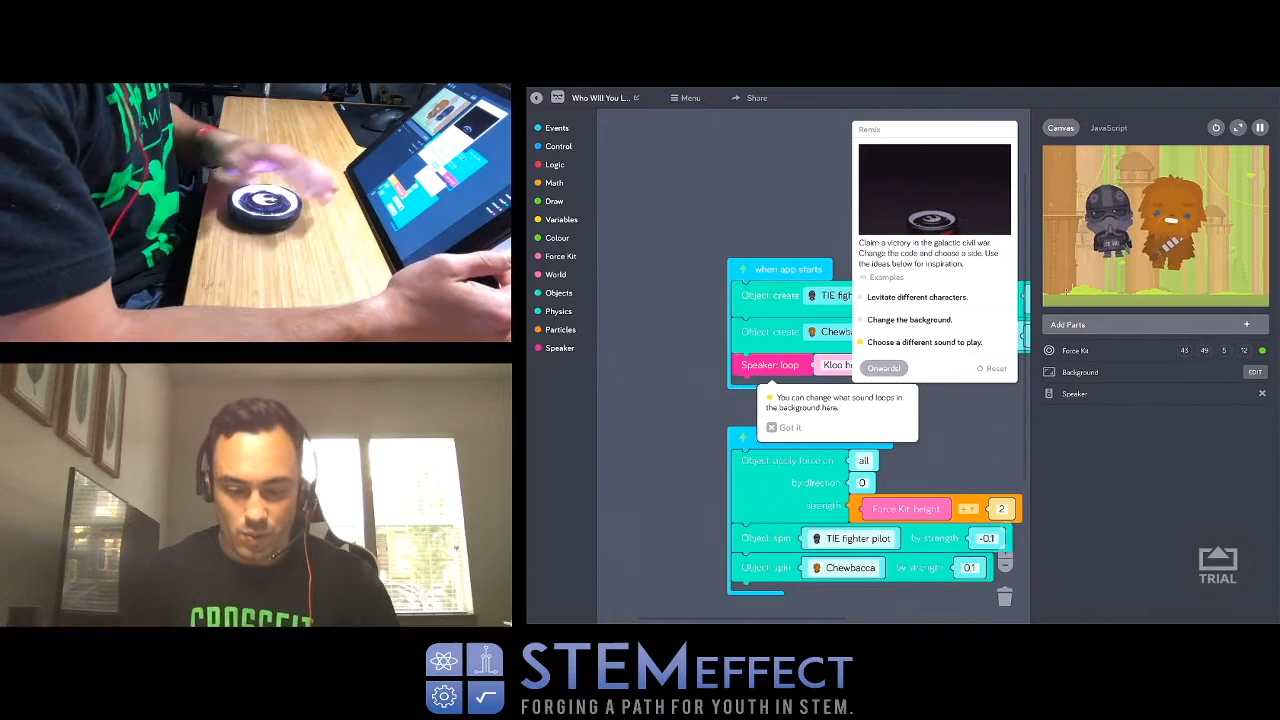 Who Will You L...
Menu
Share
Events
Control
Logic
Math
Draw
Variables
Colour
Force Kit
World
Objects
Physics
Particles
Speaker
when app starts
Object create TIE figh
Object create Chewba
Speaker: loop Kloo h
You can change what sound loops in
the background here.
Got it
Object apply force on all
by direction 0
strength Force Kit height ÷ 2
Object spin TIE fighter pilot by strength -0.1
Object spin Chewbacca by strength 0.1
Remix
Claim a victory in the galactic civil war.
Change the code and choose a side. Use
the ideas below for inspiration.
Examples
Levitate different characters.
Change the background.
Choose a different sound to play.
Onwards!
Reset
Canvas
JavaScript
Add Parts +
Force Kit 43 49 5 12
Background EDIT
Speaker
TRIAL
CROSSFIT
STEMEFFECT
FORGING A PATH FOR YOUTH IN STEM.